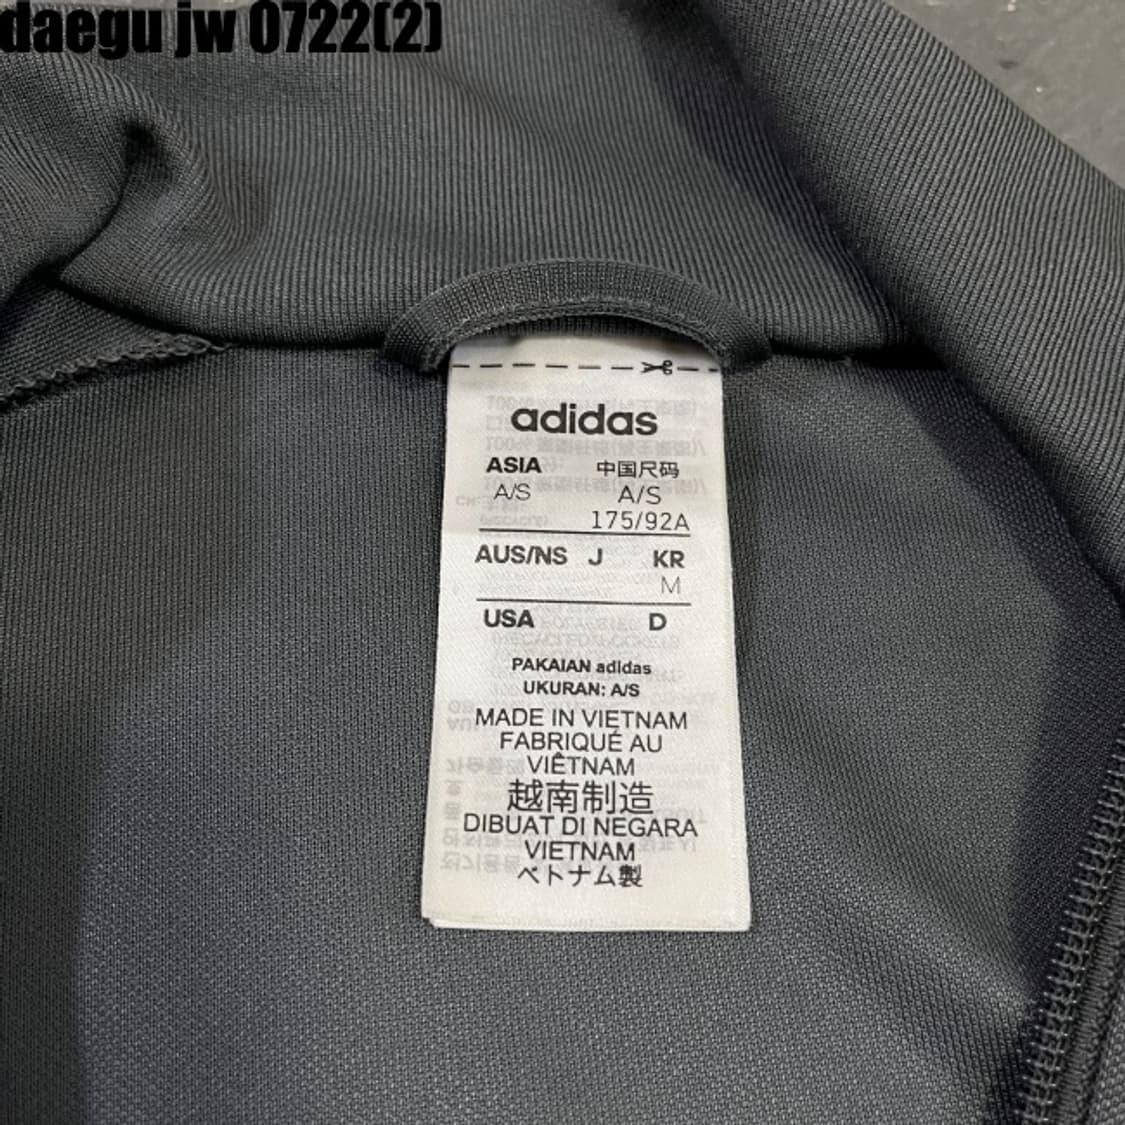 daegu jw 0722(2)
adidas
ASIA 中国尺码
A/S A/S
175/92A
AUS/NS J KR
M
USA D
PAKAIAN adidas
UKURAN: A/S
MADE IN VIETNAM
FABRIQUÉ AU
VIÊTNAM
越南制造
DIBUAT DI NEGARA
VIETNAM
ベトナム製